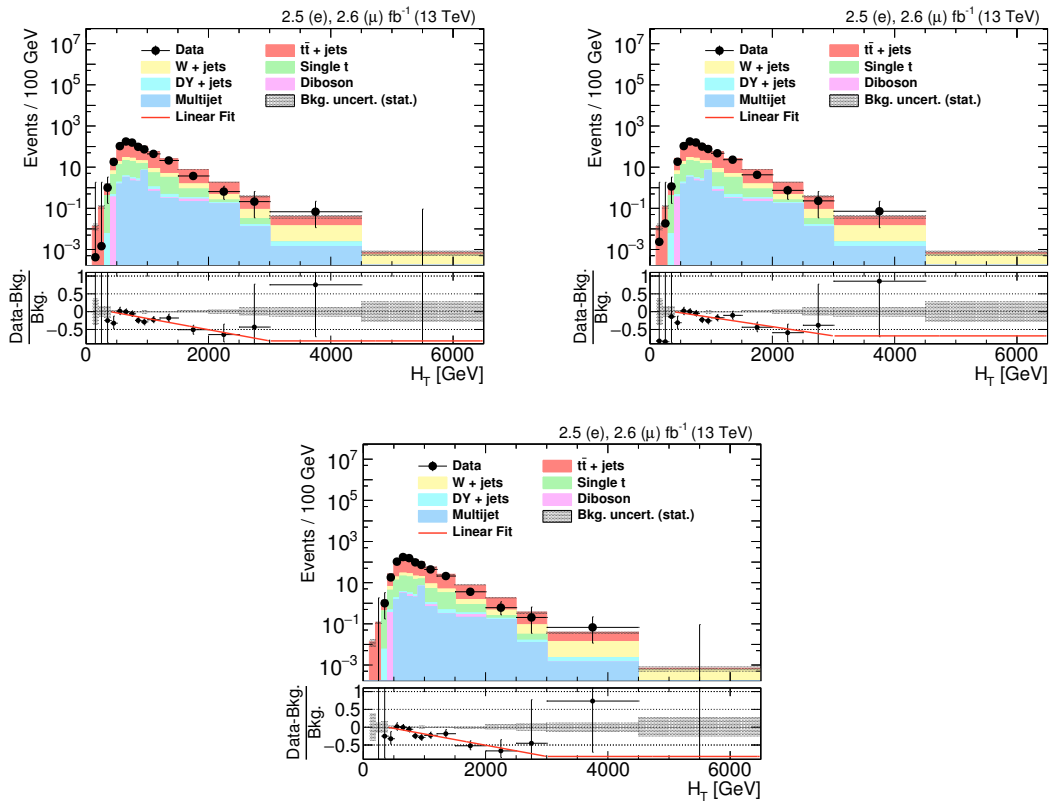 2.5 (e), 2.6 (μ) fb⁻¹ (13 TeV)
Events / 100 GeV
10⁷
10⁵
10³
10
10⁻¹
10⁻³
Data
W + jets
DY + jets
Multijet
Linear Fit
tt̄ + jets
Single t
Diboson
Bkg. uncert. (stat.)
Data-Bkg.
Bkg.
1
0.5
0
−0.5
0 2000 4000 6000
H_T [GeV]
2.5 (e), 2.6 (μ) fb⁻¹ (13 TeV)
Events / 100 GeV
10⁷
10⁵
10³
10
10⁻¹
10⁻³
Data
W + jets
DY + jets
Multijet
Linear Fit
tt̄ + jets
Single t
Diboson
Bkg. uncert. (stat.)
Data-Bkg.
Bkg.
1
0.5
0
−0.5
0 2000 4000 6000
H_T [GeV]
2.5 (e), 2.6 (μ) fb⁻¹ (13 TeV)
Events / 100 GeV
10⁷
10⁵
10³
10
10⁻¹
10⁻³
Data
W + jets
DY + jets
Multijet
Linear Fit
tt̄ + jets
Single t
Diboson
Bkg. uncert. (stat.)
Data-Bkg.
Bkg.
1
0.5
0
−0.5
0 2000 4000 6000
H_T [GeV]